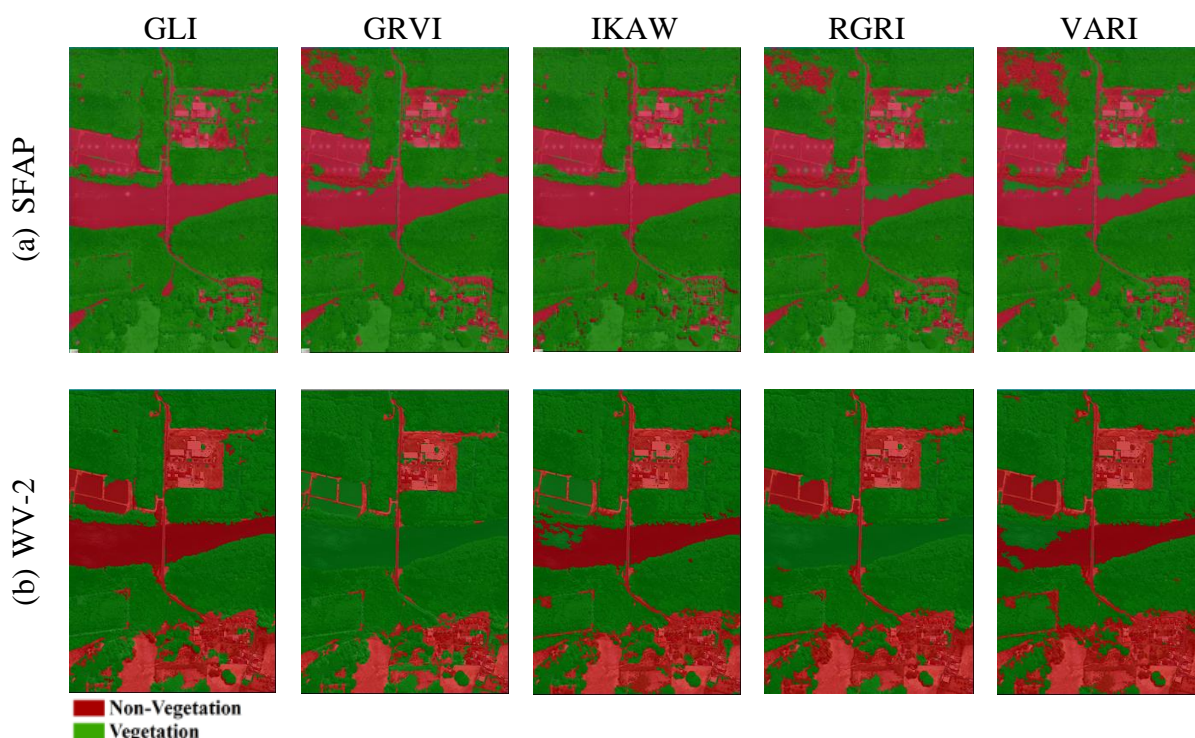 GLI GRVI IKAW RGRI VARI
(a) SFAP
(b) WV-2
Non-Vegetation
Vegetation